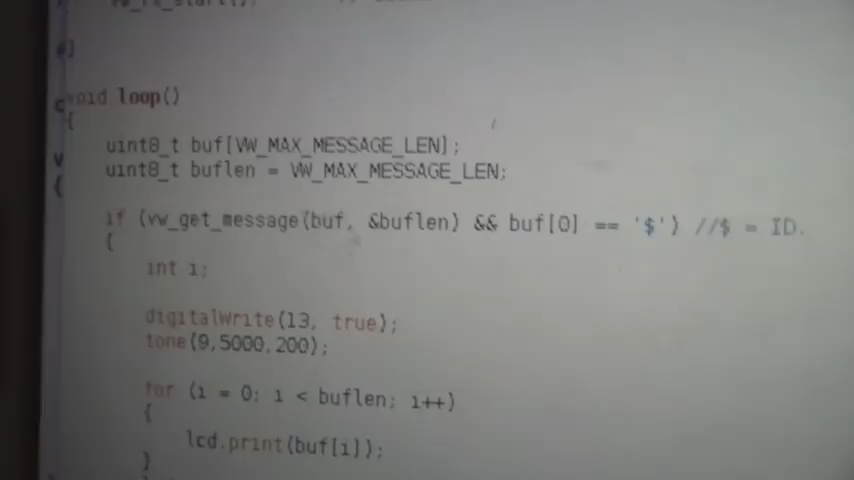 void loop()
{
uint8_t buf[VW_MAX_MESSAGE_LEN];
uint8_t buflen = VW_MAX_MESSAGE_LEN;
if (vw_get_message(buf, &buflen) && buf[0] == '$') //$ = ID.
{
int i;
digitalWrite(13, true);
tone(9,5000,200);
for (i = 0; i < buflen; i++)
{
lcd.print(buf[i]);
}